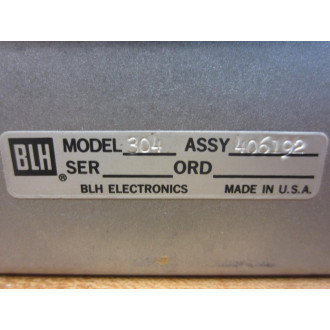 BLH ® MODEL 304 ASSY 406192
SER ORD
BLH ELECTRONICS MADE IN U.S.A.